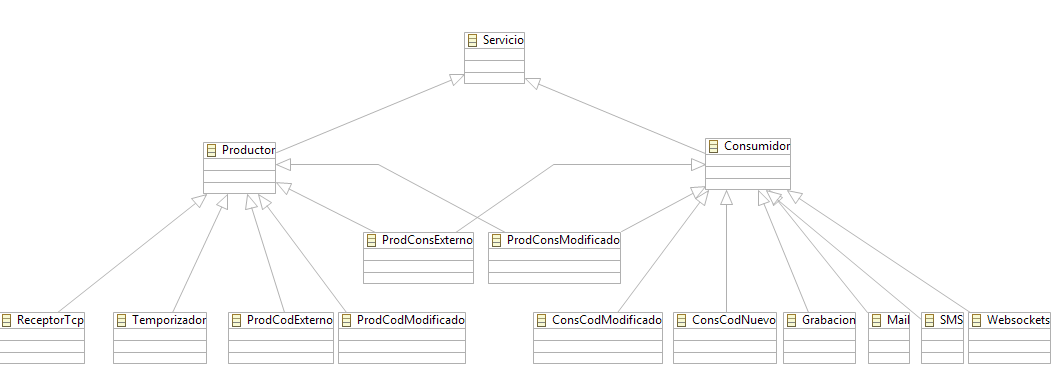 Servicio
Productor
Consumidor
ProdConsExterno
ProdConsModificado
ReceptorTcp
Temporizador
ProdCodExterno
ProdCodModificado
ConsCodModificado
ConsCodNuevo
Grabacion
Mail
SMS
Websockets